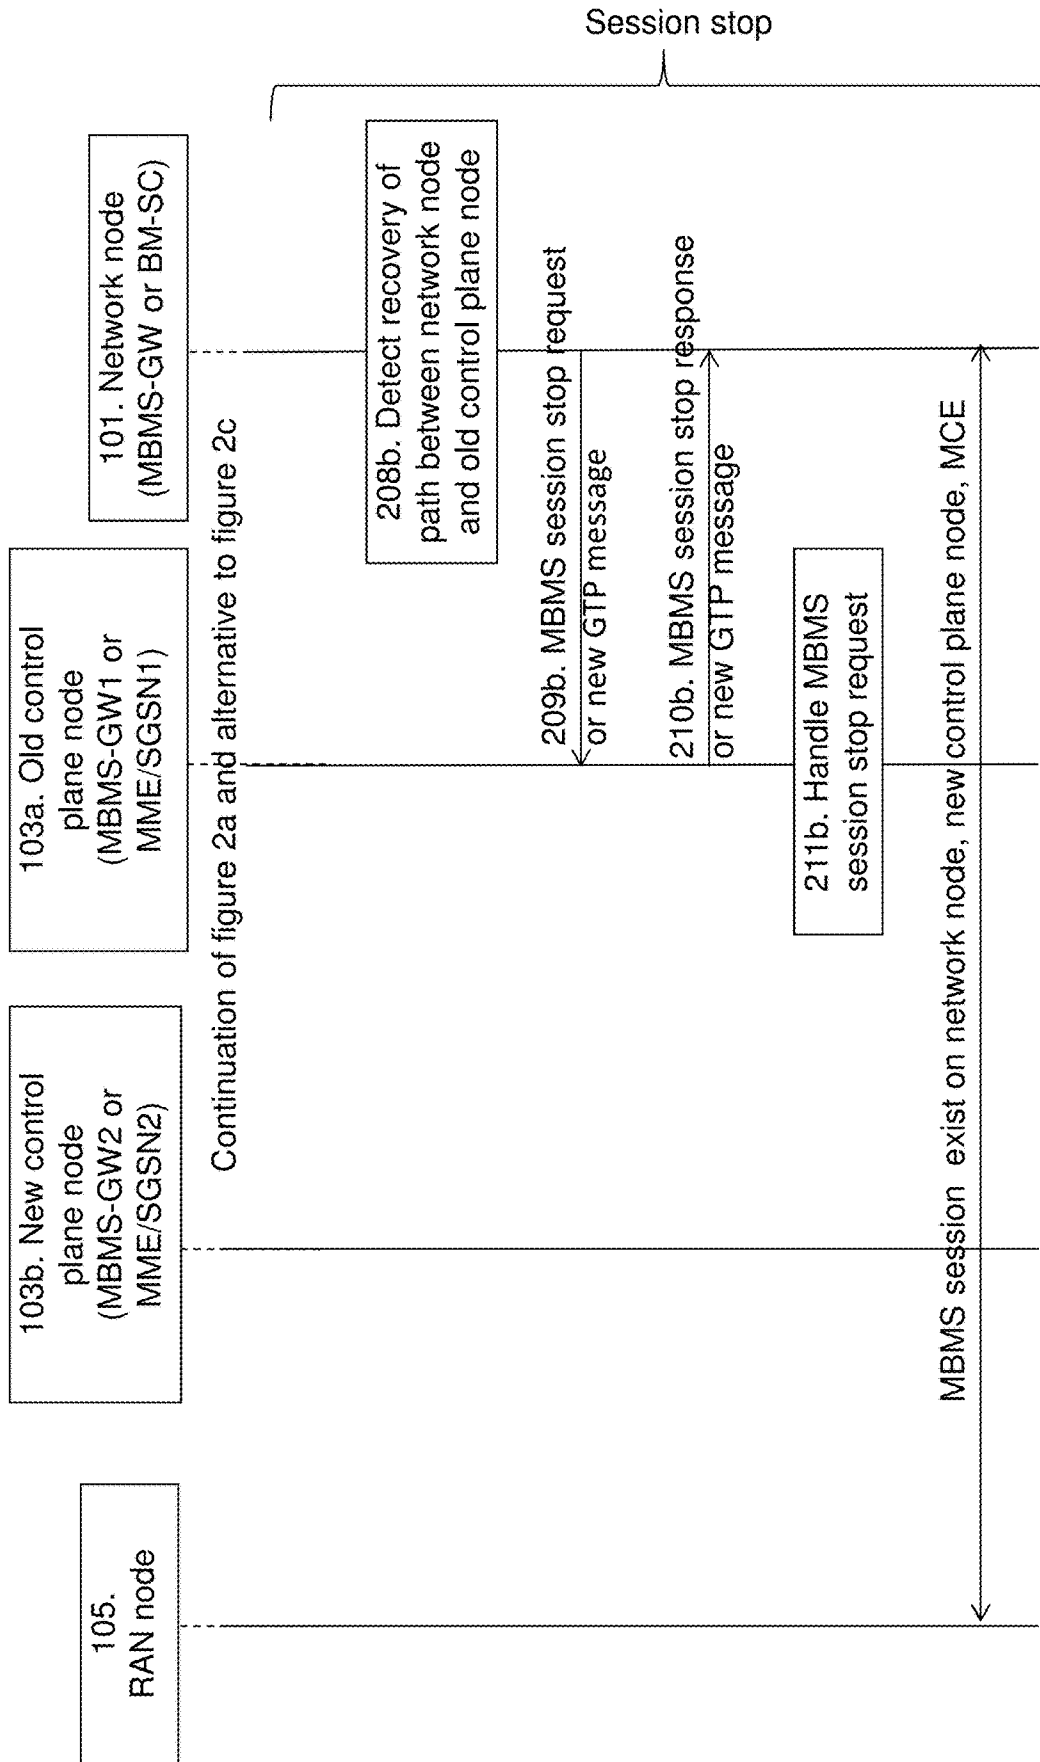 105.
RAN node
103b. New control
plane node
(MBMS-GW2 or
MME/SGSN2)
103a. Old control
plane node
(MBMS-GW1 or
MME/SGSN1)
101. Network node
(MBMS-GW or BM-SC)
Continuation of figure 2a and alternative to figure 2c
208b. Detect recovery of
path between network node
and old control plane node
209b. MBMS session stop request
or new GTP message
210b. MBMS session stop response
or new GTP message
211b. Handle MBMS
session stop request
MBMS session exist on network node, new control plane node, MCE
Session stop